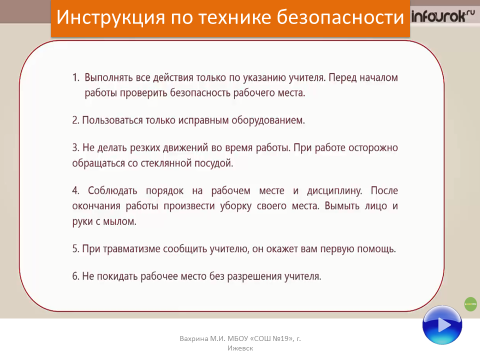 Инструкция по технике безопасности
infourok.ru
1. Выполнять все действия только по указанию учителя. Перед началом
работы проверить безопасность рабочего места.
2. Пользоваться только исправным оборудованием.
3. Не делать резких движений во время работы. При работе осторожно
обращаться со стеклянной посудой.
4. Соблюдать порядок на рабочем месте и дисциплину. После
окончания работы произвести уборку своего места. Вымыть лицо и
руки с мылом.
5. При травматизме сообщить учителю, он окажет вам первую помощь.
6. Не покидать рабочее место без разрешения учителя.
Вахрина М.И. МБОУ «СОШ №19», г.
Ижевск